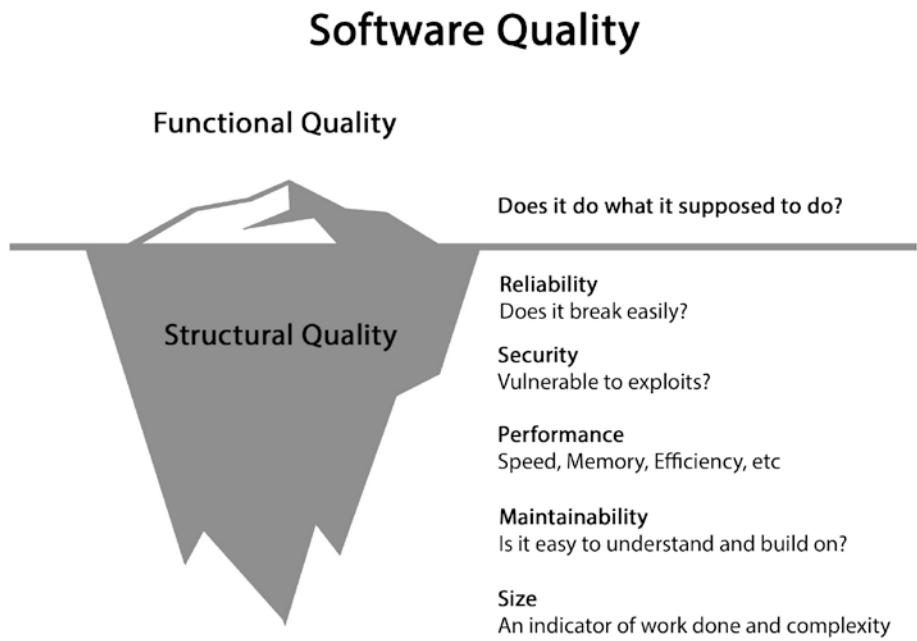 Software Quality
Functional Quality
Does it do what it supposed to do?
Structural Quality
Reliability
Does it break easily?
Security
Vulnerable to exploits?
Performance
Speed, Memory, Efficiency, etc
Maintainability
Is it easy to understand and build on?
Size
An indicator of work done and complexity